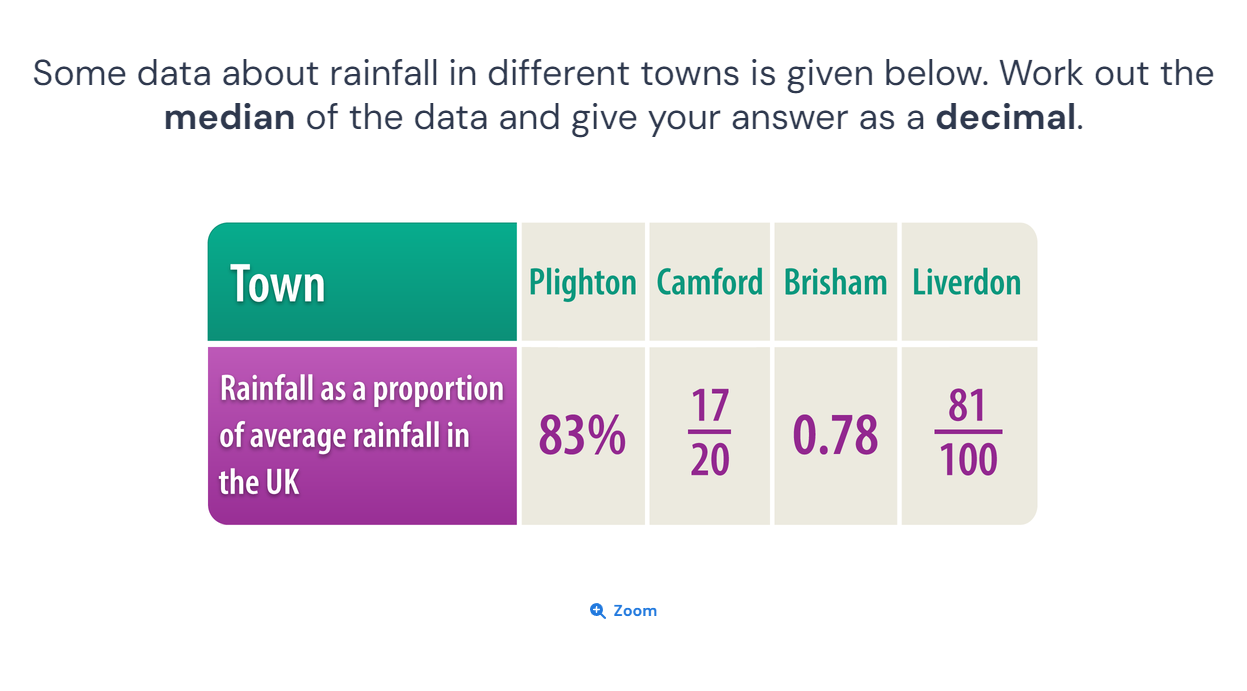 Some data about rainfall in different towns is given below. Work out the
median of the data and give your answer as a decimal.
Town Plighton Camford Brisham Liverdon
Rainfall as a proportion
of average rainfall in
the UK
83% 17/20 0.78 81/100
Zoom